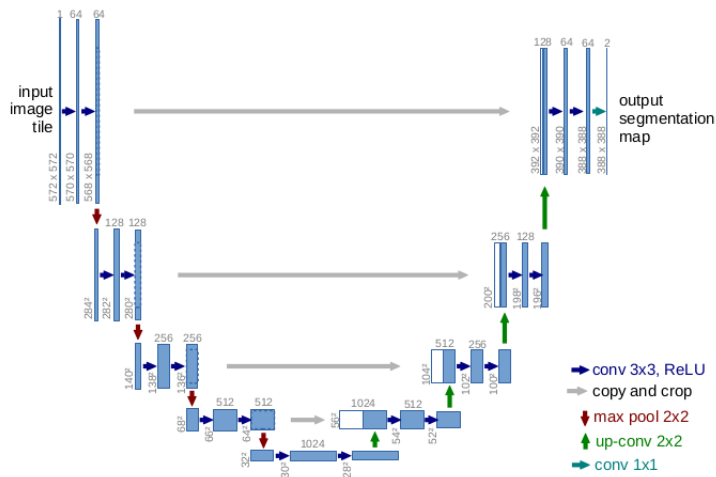 1 64 64
128 64 64 2
input
image
tile
output
segmentation
map
572 x 572
570 x 570
568 x 568
392 x 392
390 x 390
388 x 388
388 x 388
128 128
256 128
284²
282²
280²
200²
198²
196²
256 256
512 256
140²
138²
136²
104²
102²
100²
512 512
1024 512
68²
66²
64²
56²
54²
52²
1024
32²
30²
28²
conv 3x3, ReLU
copy and crop
max pool 2x2
up-conv 2x2
conv 1x1